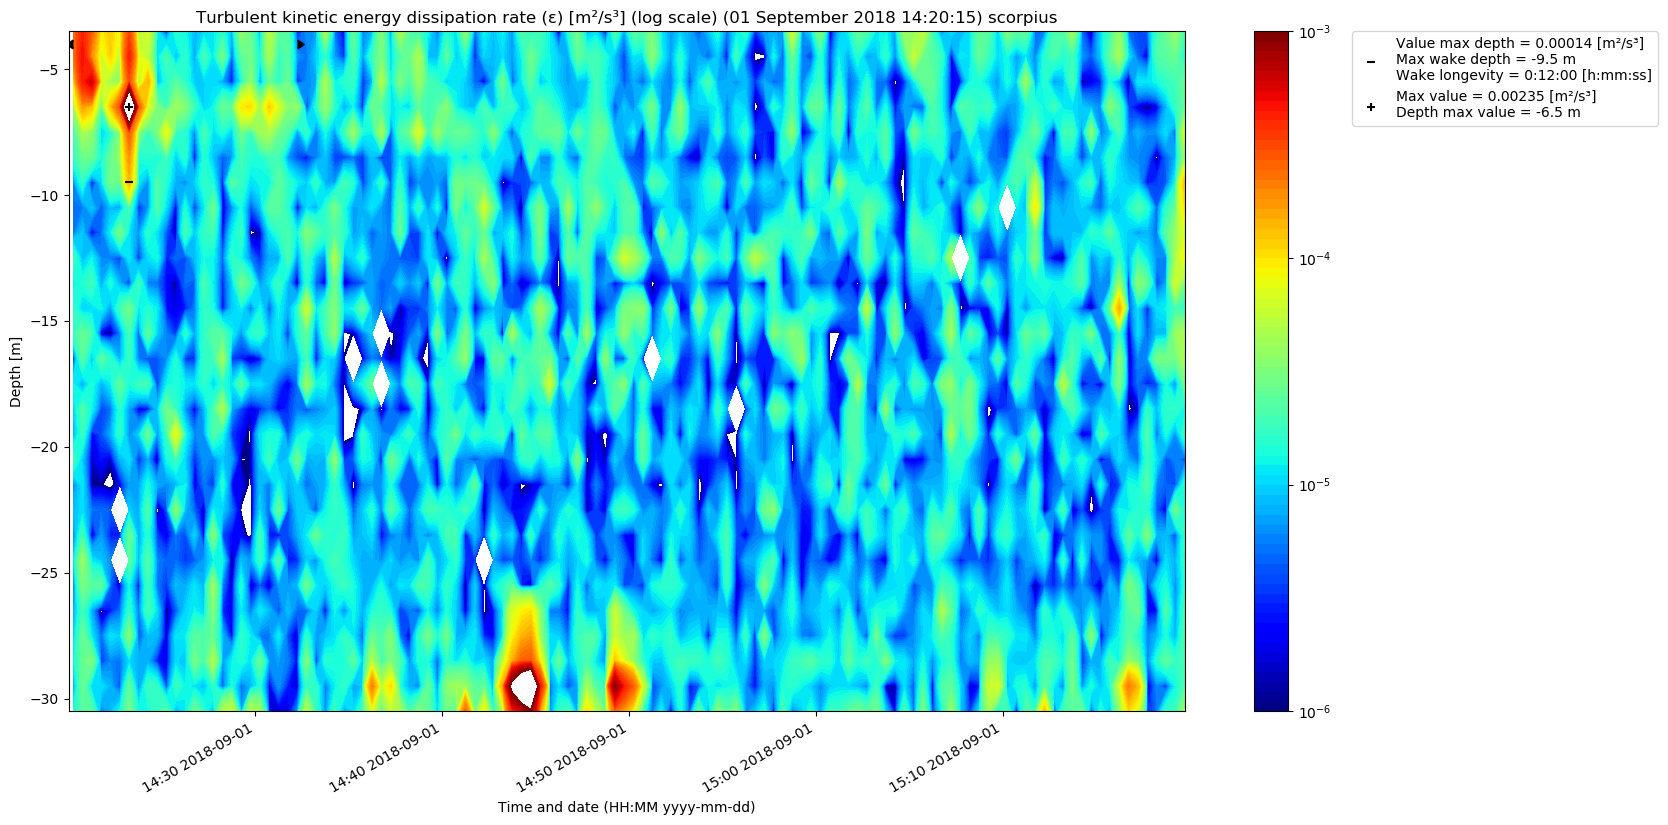 Turbulent kinetic energy dissipation rate (ε) [m²/s³] (log scale) (01 September 2018 14:20:15) scorpius
−5
−10
−15
−20
−25
−30
Depth [m]
14:30 2018-09-01
14:40 2018-09-01
14:50 2018-09-01
15:00 2018-09-01
15:10 2018-09-01
Time and date (HH:MM yyyy-mm-dd)
10⁻³
10⁻⁴
10⁻⁵
10⁻⁶
Value max depth = 0.00014 [m²/s³]
Max wake depth = -9.5 m
Wake longevity = 0:12:00 [h:mm:ss]
Max value = 0.00235 [m²/s³]
Depth max value = -6.5 m